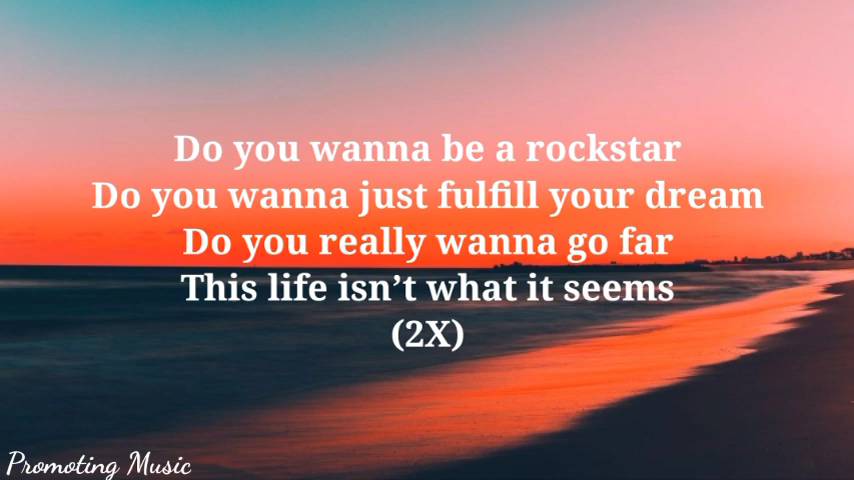 Do you wanna be a rockstar
Do you wanna just fulfill your dream
Do you really wanna go far
This life isn’t what it seems
(2X)
Promoting Music